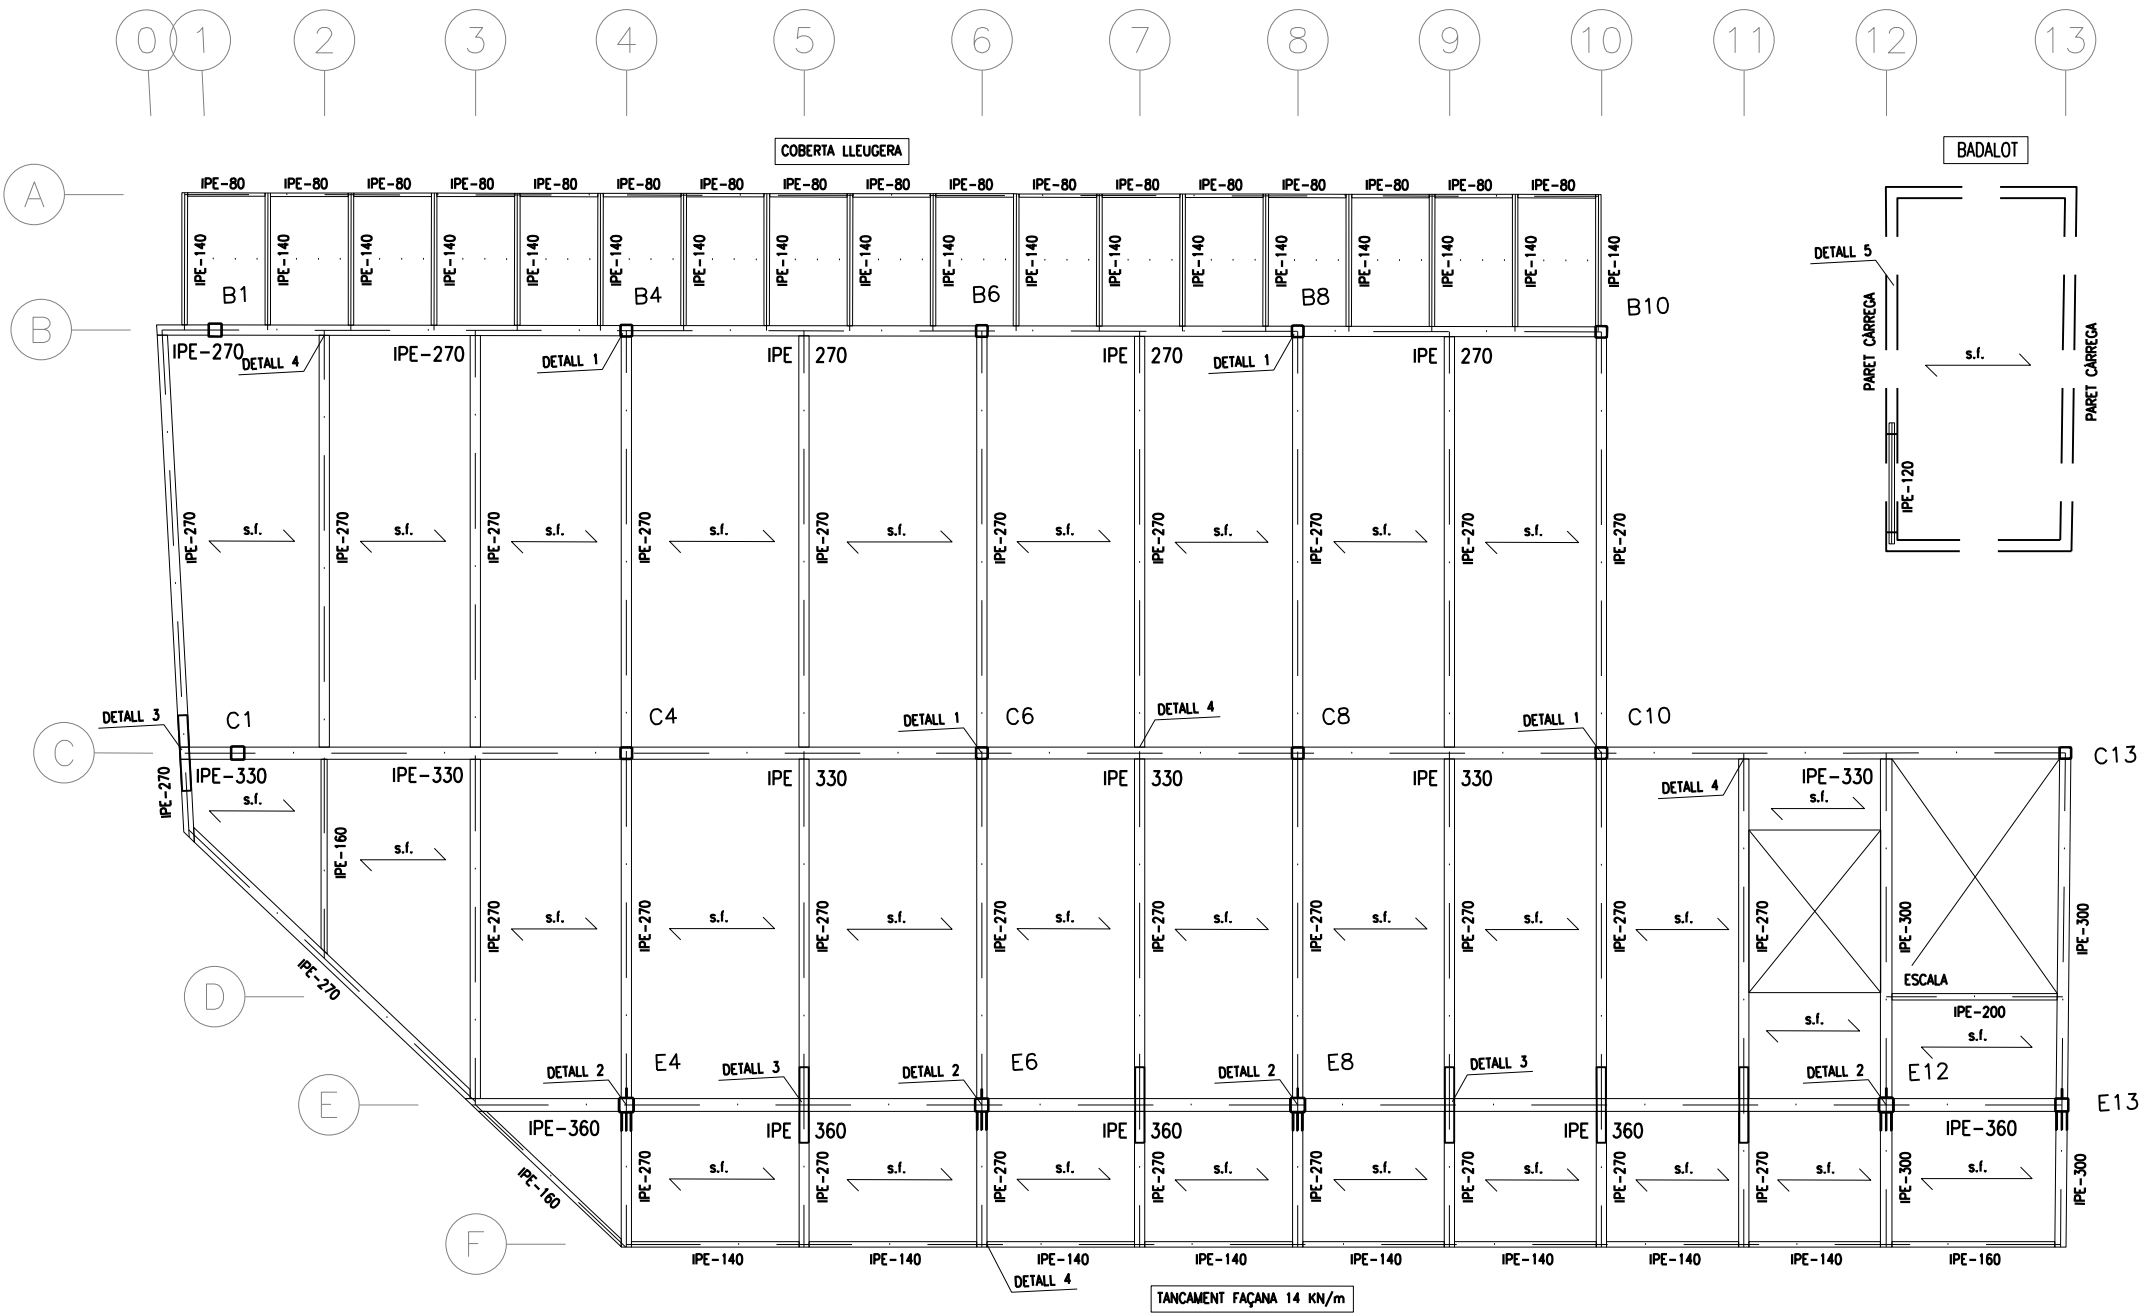 0 1 2 3 4 5 6 7 8 9 10 11 12 13
COBERTA LLEUGERA
BADALOT
A
IPE-80 IPE-80 IPE-80 IPE-80 IPE-80 IPE-80 IPE-80 IPE-80 IPE-80 IPE-80 IPE-80 IPE-80 IPE-80 IPE-80 IPE-80 IPE-80 IPE-80
IPE-140 IPE-140 IPE-140 IPE-140 IPE-140 IPE-140 IPE-140 IPE-140 IPE-140 IPE-140 IPE-140 IPE-140 IPE-140 IPE-140 IPE-140 IPE-140 IPE-140 IPE-140
DETALL 5
B1 B4 B6 B8 B10
B
IPE-270 DETALL 4 IPE-270 DETALL 1 IPE 270 IPE 270 DETALL 1 IPE 270
PARET CÀRREGA
s.f.
PARET CÀRREGA
IPE-120
IPE-270 s.f. IPE-270 s.f. IPE-270 s.f. IPE-270 s.f. IPE-270 s.f. IPE-270 s.f. IPE-270 s.f. IPE-270 s.f. IPE-270 s.f. IPE-270
DETALL 3 C1 C4 DETALL 1 C6 DETALL 4 C8 DETALL 1 C10
C
C13
IPE-330 IPE-330 IPE 330 IPE 330 IPE 330 DETALL 4 IPE-330
IPE-270 s.f. s.f.
IPE-160 s.f.
IPE-270 s.f. IPE-270 s.f. IPE-270 s.f. IPE-270 s.f. IPE-270 s.f. IPE-270 s.f. IPE-270 s.f. IPE-270 s.f. IPE-270 IPE-300 IPE-300
IPE-270
ESCALA
D
IPE-200
s.f. s.f.
DETALL 2 E4 DETALL 3 DETALL 2 E6 DETALL 2 E8 DETALL 3 DETALL 2 E12
E
E13
IPE-360 IPE 360 IPE 360 IPE 360 IPE-360
IPE-160
IPE-270 s.f. IPE-270 s.f. IPE-270 s.f. IPE-270 s.f. IPE-270 s.f. IPE-270 s.f. IPE-270 s.f. IPE-270 s.f. IPE-300 s.f. IPE-300
F
IPE-140 IPE-140 IPE-140 IPE-140 IPE-140 IPE-140 IPE-140 IPE-140 IPE-160
DETALL 4
TANCAMENT FAÇANA 14 KN/m